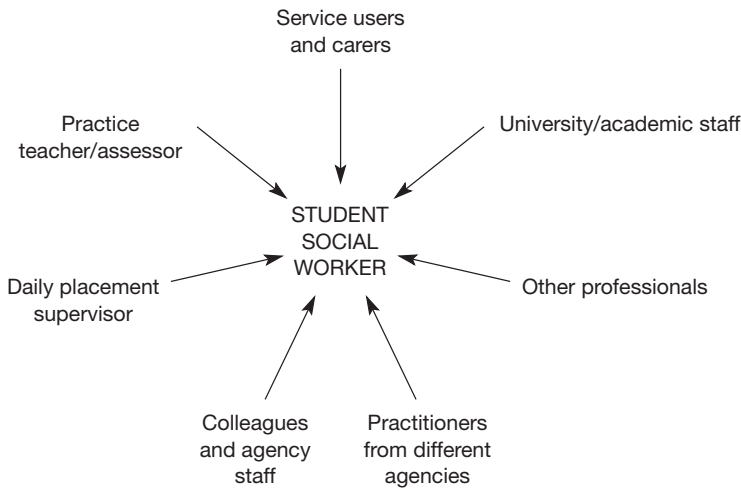 Service users
and carers
Practice
teacher/assessor
University/academic staff
STUDENT
SOCIAL
WORKER
Daily placement
supervisor
Other professionals
Colleagues
and agency
staff
Practitioners
from different
agencies